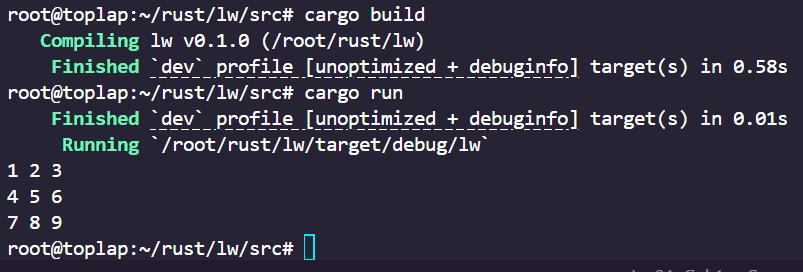 root@toplap:~/rust/lw/src# cargo build
Compiling lw v0.1.0 (/root/rust/lw)
Finished `dev` profile [unoptimized + debuginfo] target(s) in 0.58s
root@toplap:~/rust/lw/src# cargo run
Finished `dev` profile [unoptimized + debuginfo] target(s) in 0.01s
Running `/root/rust/lw/target/debug/lw`
1 2 3
4 5 6
7 8 9
root@toplap:~/rust/lw/src#